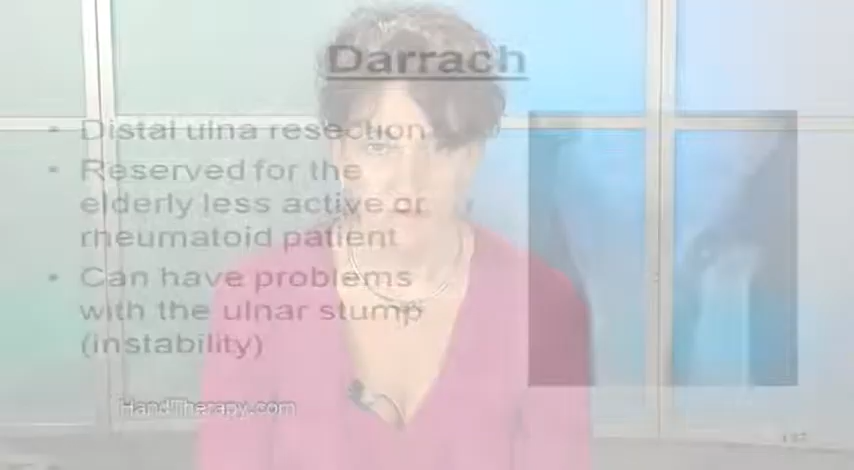 Darrach
• Distal ulna resection
• Reserved for the
elderly less active or
rheumatoid patient
• Can have problems
with the ulnar stump
(instability)
HandTherapy.com